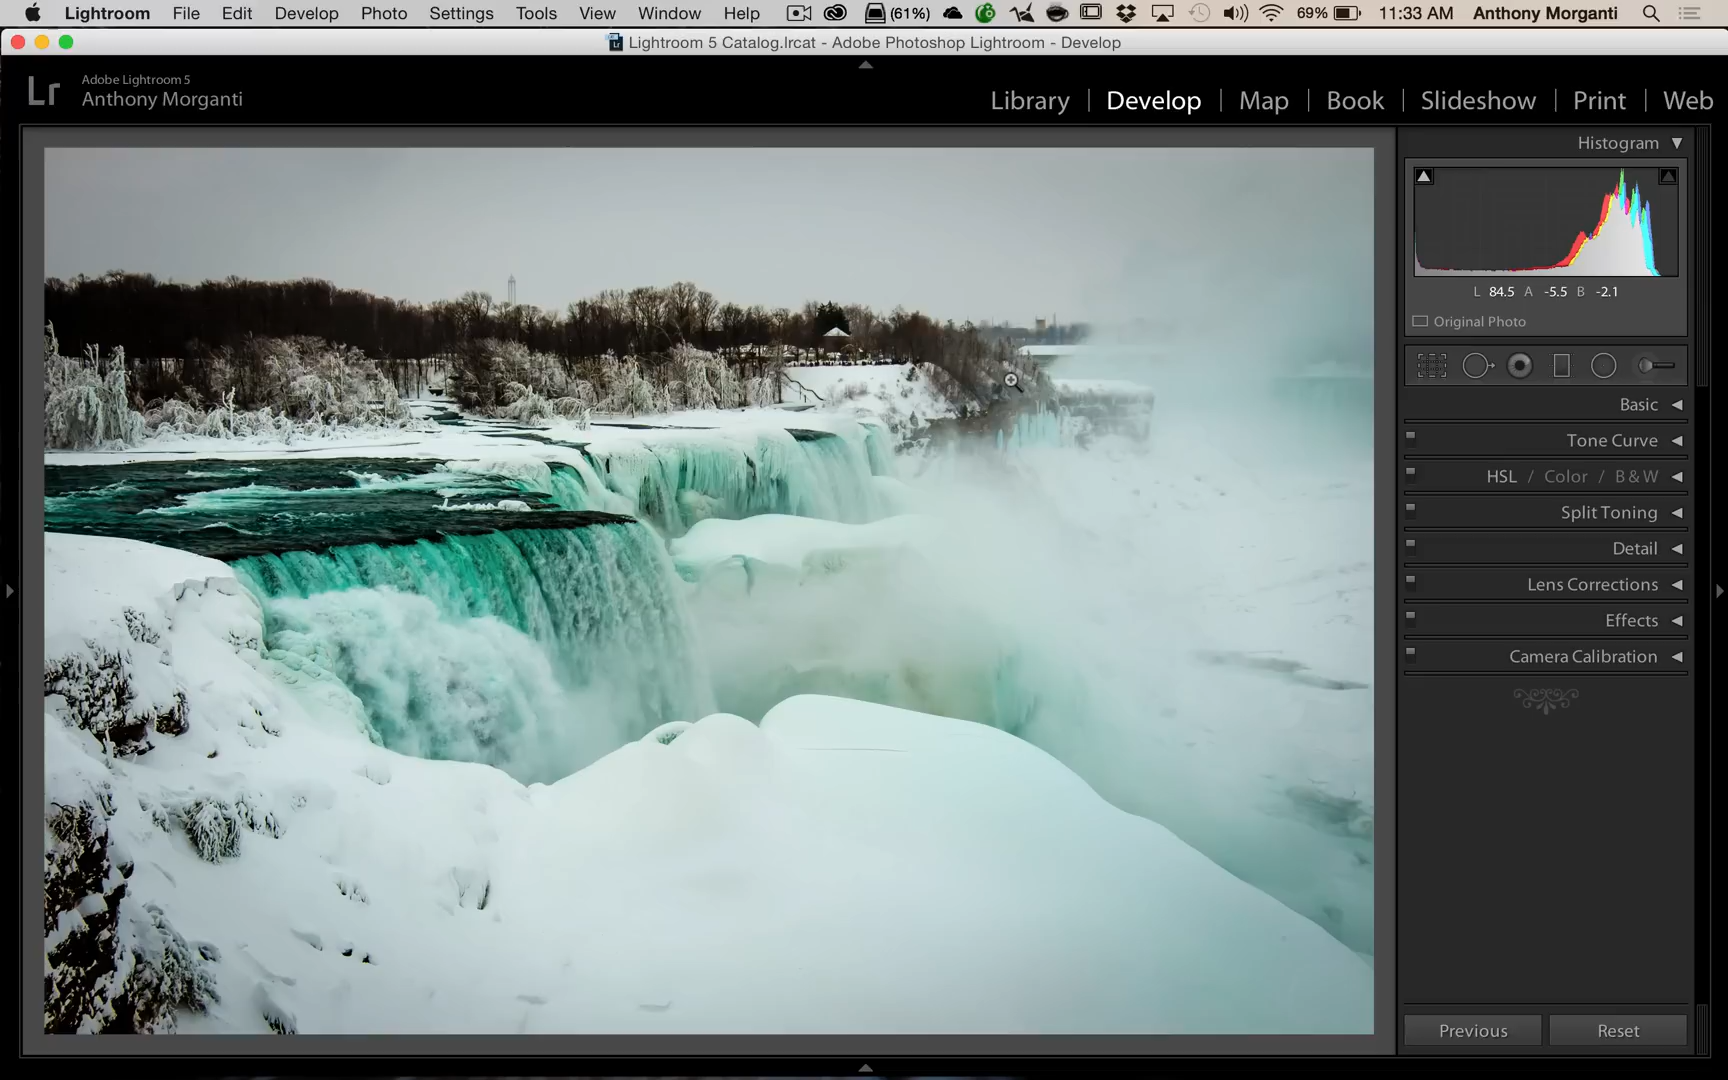 Lightroom File Edit Develop Photo Settings Tools View Window Help (61%) 69% 11:33 AM Anthony Morganti
Lightroom 5 Catalog.lrcat - Adobe Photoshop Lightroom - Develop
Lr Adobe Lightroom 5
Anthony Morganti
Library | Develop | Map | Book | Slideshow | Print | Web
Histogram
L 84.5 A -5.5 B -2.1
Original Photo
Basic
Tone Curve
HSL / Color / B & W
Split Toning
Detail
Lens Corrections
Effects
Camera Calibration
Previous Reset